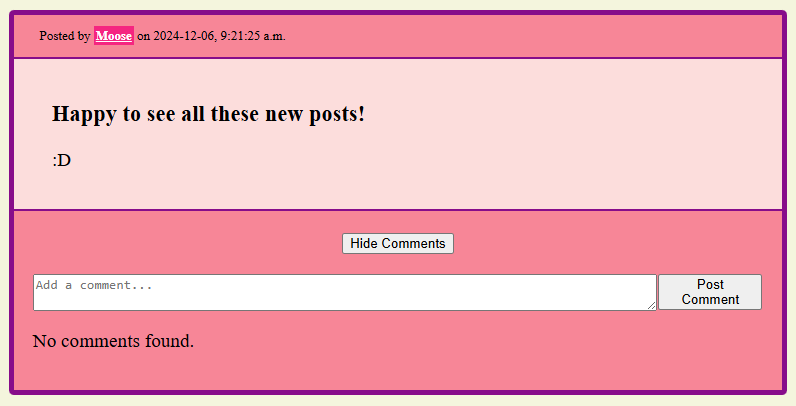 Posted by Moose on 2024-12-06, 9:21:25 a.m.
Happy to see all these new posts!
:D
Hide Comments
Add a comment...
Post
Comment
No comments found.